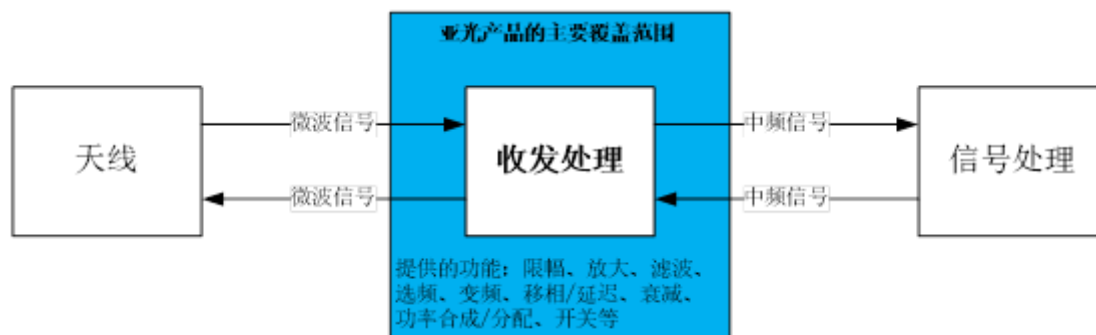 亚光产品的主要覆盖范围
微波信号
中频信号
天线
收发处理
信号处理
微波信号
中频信号
提供的功能：限幅、放大、滤波、
选频、变频、移相/延迟、衰减、
功率合成/分配、开关等